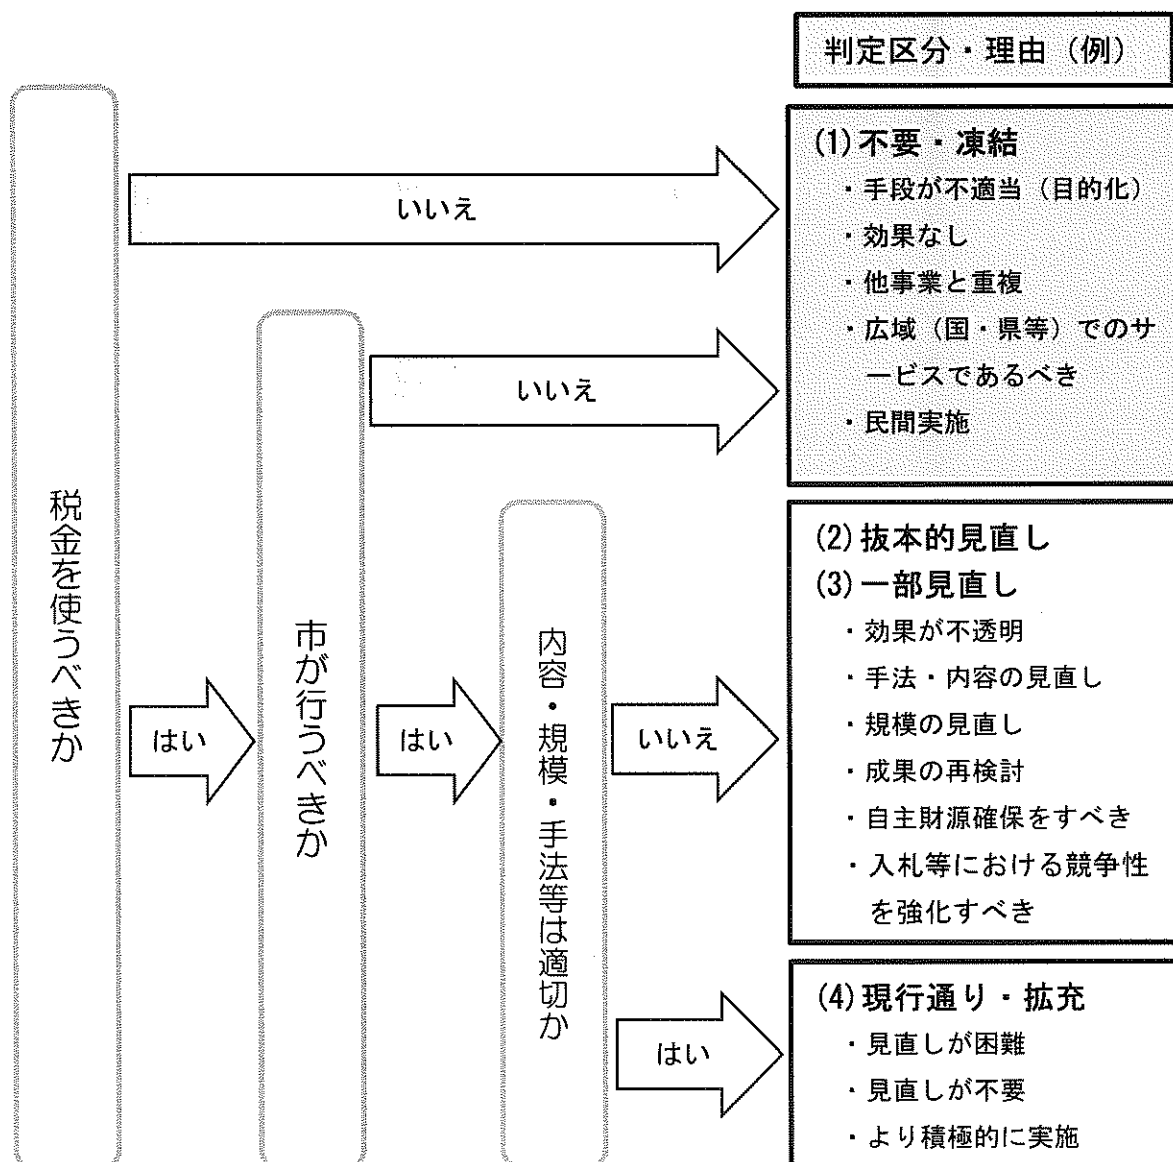 判定区分・理由（例）
税金を使うべきか
いいえ
(1)不要・凍結
・手段が不適当（目的化）
・効果なし
・他事業と重複
・広域（国・県等）でのサ
ービスであるべき
・民間実施
はい
市が行うべきか
いいえ
はい
内容・規模・手法等は適切か
いいえ
(2)抜本的見直し
(3)一部見直し
・効果が不透明
・手法・内容の見直し
・規模の見直し
・成果の再検討
・自主財源確保をすべき
・入札等における競争性
を強化すべき
はい
(4)現行通り・拡充
・見直しが困難
・見直しが不要
・より積極的に実施